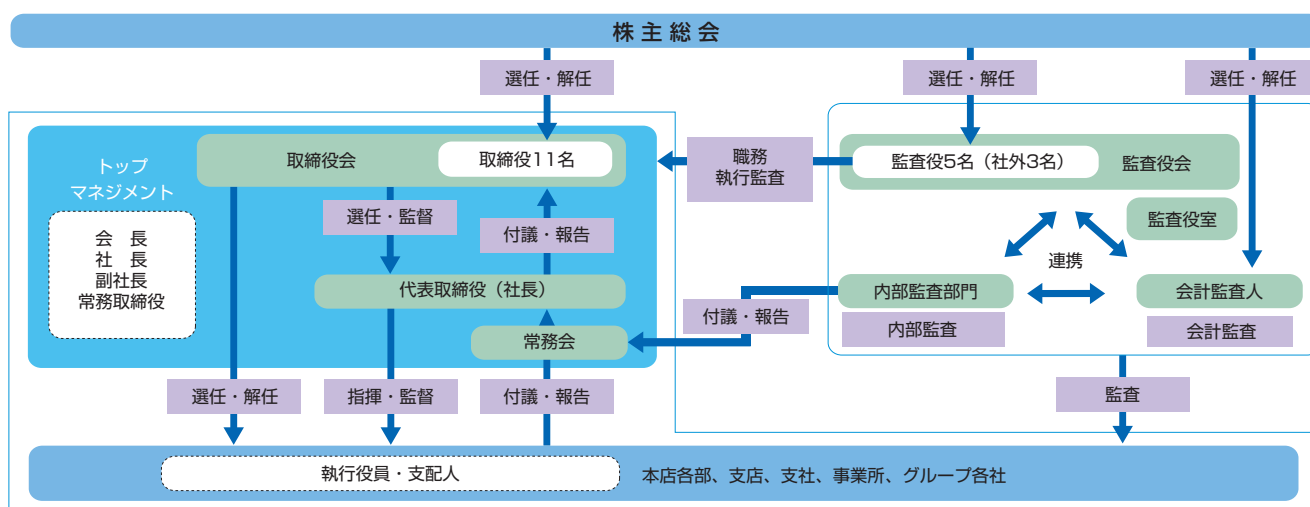 株主総会
選任・解任
選任・解任
選任・解任
トップ
マネジメント
会　長
社　長
副社長
常務取締役
取締役会
取締役11名
職務
執行監査
監査役5名（社外3名）
監査役会
監査役室
選任・監督
付議・報告
連携
代表取締役（社長）
常務会
付議・報告
内部監査部門
内部監査
会計監査人
会計監査
選任・解任
指揮・監督
付議・報告
監査
執行役員・支配人
本店各部、支店、支社、事業所、グループ各社